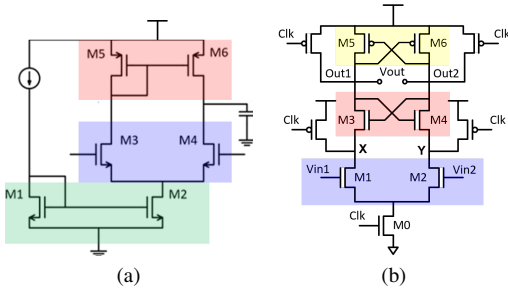 M5
M6
M3
M4
M1
M2
(a)
Clk
M5
M6
Clk
Out1
Vout
Out2
Clk
M3
M4
Clk
X
Y
Vin1
M1
M2
Vin2
Clk
M0
(b)